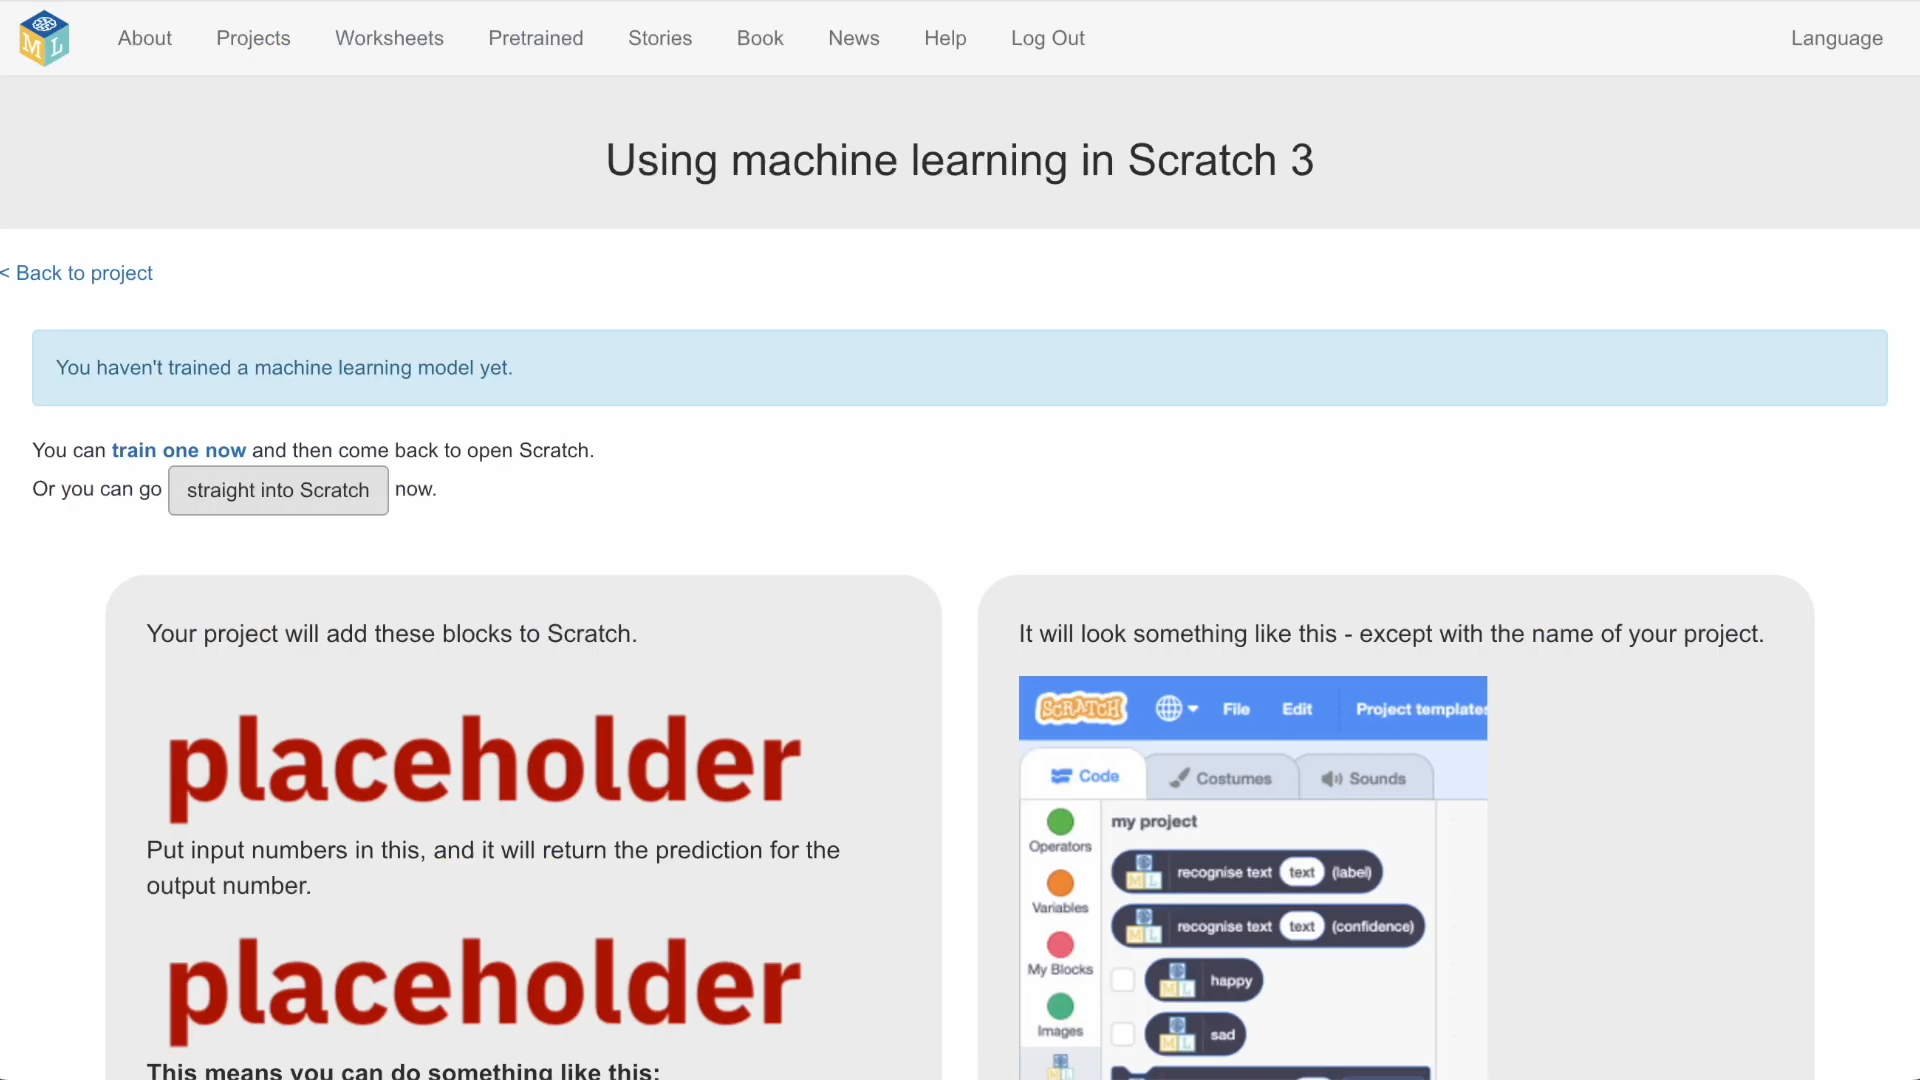 About Projects Worksheets Pretrained Stories Book News Help Log Out Language
Using machine learning in Scratch 3
< Back to project
You haven't trained a machine learning model yet.
You can train one now and then come back to open Scratch.
Or you can go straight into Scratch now.
Your project will add these blocks to Scratch.
placeholder
Put input numbers in this, and it will return the prediction for the
output number.
placeholder
This means you can do something like this:
It will look something like this - except with the name of your project.
SCRATCH File Edit Project templates
Code Costumes Sounds
my project
Operators
recognise text text (label)
Variables
recognise text text (confidence)
My Blocks
happy
Images
sad